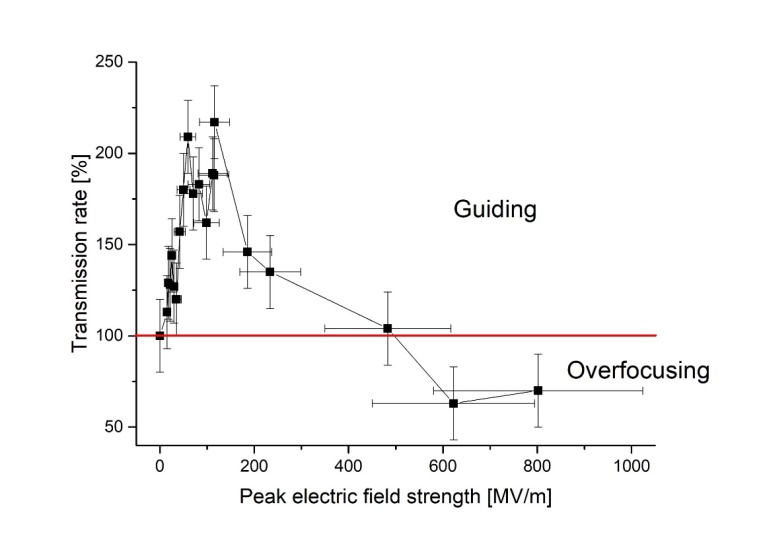 250
200
150
100
50
Transmission rate [%]
Guiding
Overfocusing
0 200 400 600 800 1000
Peak electric field strength [MV/m]